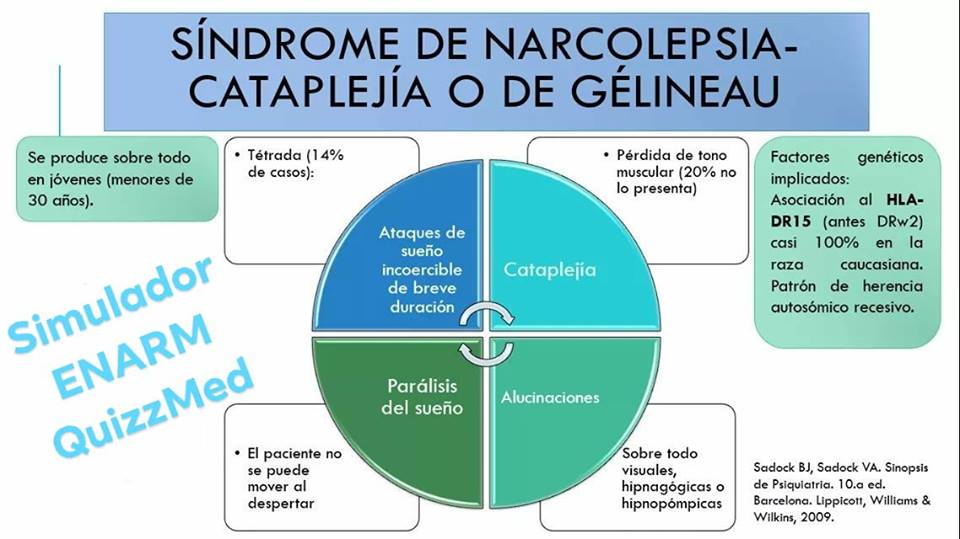 SÍNDROME DE NARCOLEPSIA-
CATAPLEJÍA O DE GÉLINEAU
Se produce sobre todo
en jóvenes (menores de
30 años).
• Tétrada (14%
de casos):
• Pérdida de tono
muscular (20% no
lo presenta)
Factores genéticos
implicados:
Asociación al HLA-
DR15 (antes DRw2)
casi 100% en la
raza caucasiana.
Patrón de herencia
autosómico recesivo.
Ataques de
sueño
incoercible
de breve
duración
Cataplejía
Parálisis
del sueño
Alucinaciones
Simulador
ENARM
QuizzMed
• El paciente no
se puede
mover al
despertar
Sobre todo
visuales,
hipnagógicas o
hipnopómpicas
Sadock BJ, Sadock VA. Sinopsis
de Psiquiatria. 10.a ed.
Barcelona. Lippicott, Williams &
Wilkins, 2009.